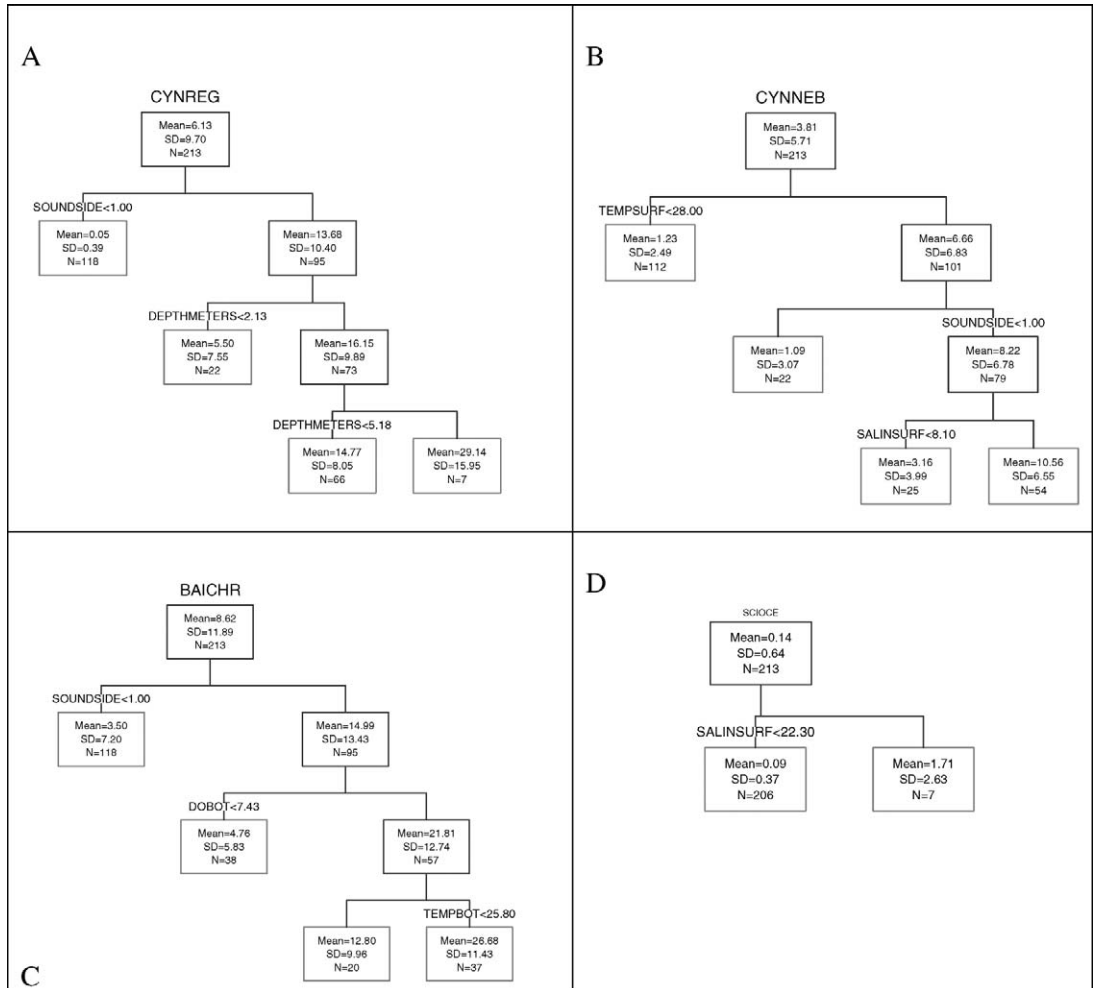 A
CYNREG
Mean=6.13
SD=9.70
N=213
SOUNDSIDE<1.00
Mean=0.05
SD=0.39
N=118
Mean=13.68
SD=10.40
N=95
DEPTHMETERS<2.13
Mean=5.50
SD=7.55
N=22
Mean=16.15
SD=9.89
N=73
DEPTHMETERS<5.18
Mean=14.77
SD=8.05
N=66
Mean=29.14
SD=15.95
N=7
B
CYNNEB
Mean=3.81
SD=5.71
N=213
TEMPSURF<28.00
Mean=1.23
SD=2.49
N=112
Mean=6.66
SD=6.83
N=101
SOUNDSIDE<1.00
Mean=1.09
SD=3.07
N=22
Mean=8.22
SD=6.78
N=79
SALINSURF<8.10
Mean=3.16
SD=3.99
N=25
Mean=10.56
SD=6.55
N=54
BAICHR
Mean=8.62
SD=11.89
N=213
SOUNDSIDE<1.00
Mean=3.50
SD=7.20
N=118
Mean=14.99
SD=13.43
N=95
DOBOT<7.43
Mean=4.76
SD=5.83
N=38
Mean=21.81
SD=12.74
N=57
TEMPBOT<25.80
Mean=12.80
SD=9.96
N=20
Mean=26.68
SD=11.43
N=37
C
D
SCIOCE
Mean=0.14
SD=0.64
N=213
SALINSURF<22.30
Mean=0.09
SD=0.37
N=206
Mean=1.71
SD=2.63
N=7